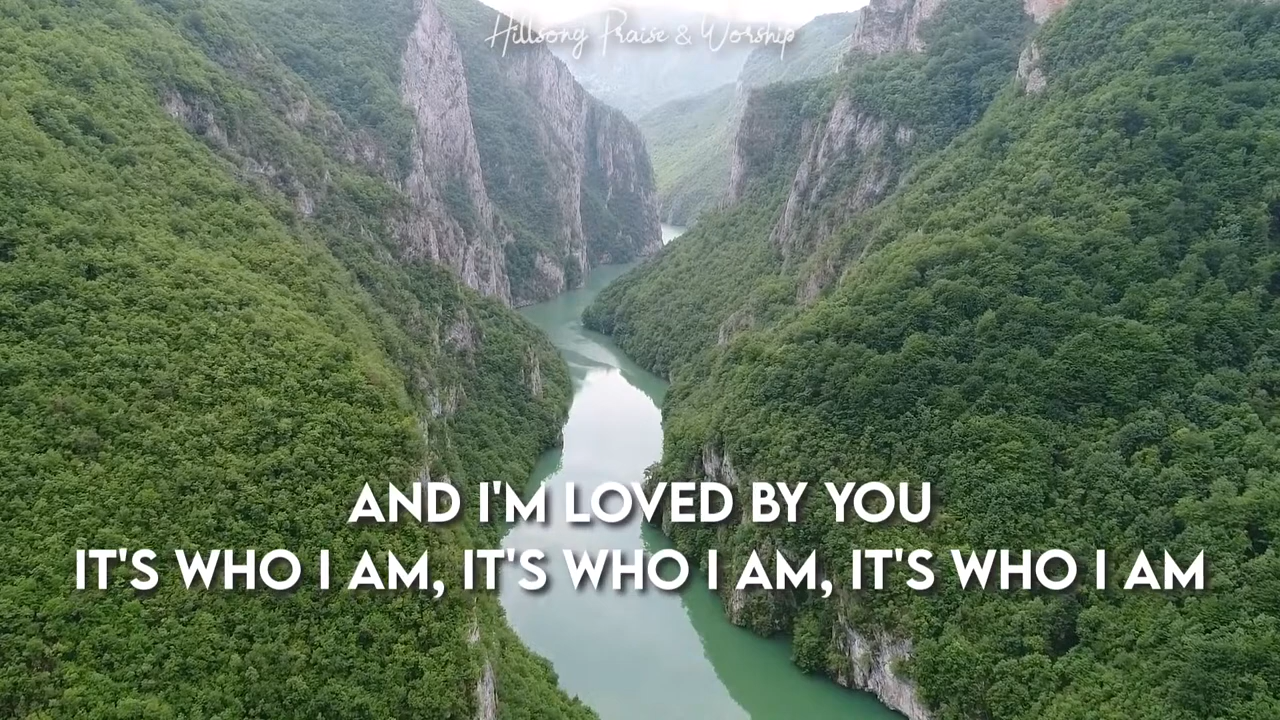 Hillsong Praise & Worship
AND I'M LOVED BY YOU
IT'S WHO I AM, IT'S WHO I AM, IT'S WHO I AM